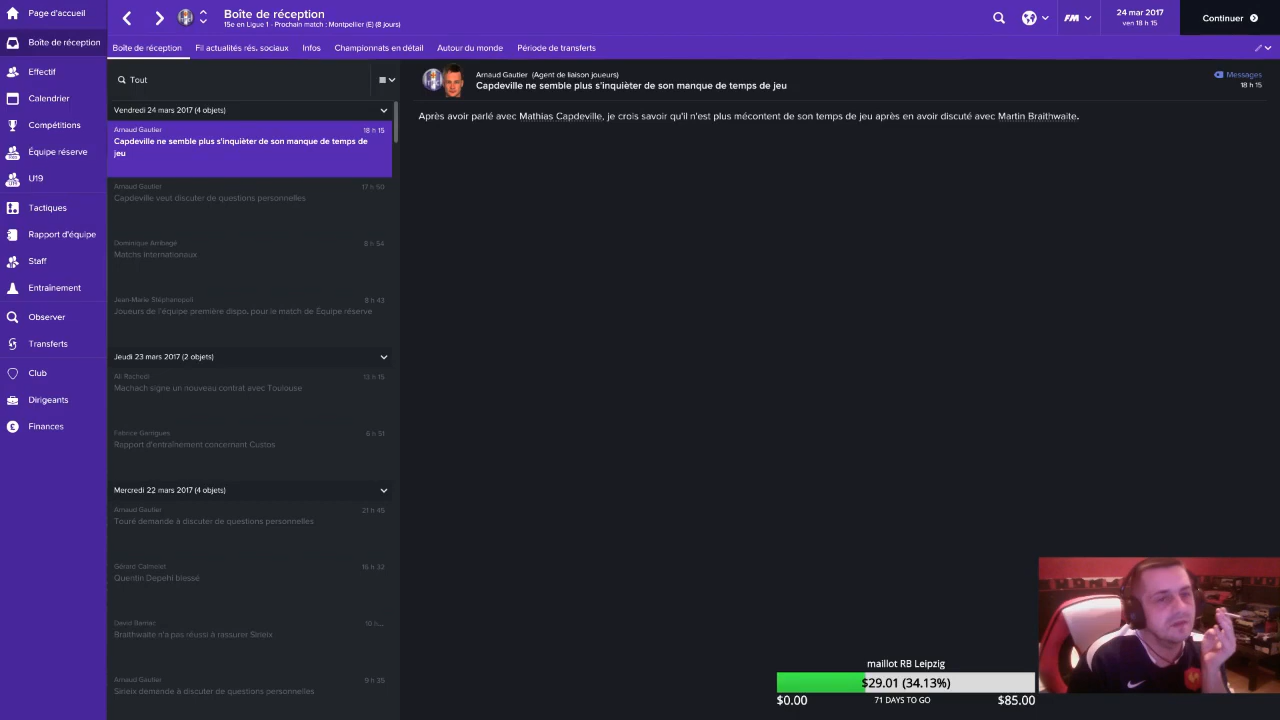 Page d'accueil
Boîte de réception
Effectif
Calendrier
Compétitions
Équipe réserve
U19
Tactiques
Rapport d'équipe
Staff
Entraînement
Observer
Transferts
Club
Dirigeants
Finances
Boîte de réception
15e en Ligue 1 - Prochain match : Montpellier (E) (8 jours)
FM
24 mar 2017
ven 18 h 15
Continuer
Boîte de réception
Fil actualités rés. sociaux
Infos
Championnats en détail
Autour du monde
Période de transferts
Tout
Vendredi 24 mars 2017 (4 objets)
Arnaud Gautier 18 h 15
Capdeville ne semble plus s'inquièter de son manque de temps de
jeu
Arnaud Gautier 17 h 50
Capdeville veut discuter de questions personnelles
Dominique Arribagé 8 h 54
Matchs internationaux
Jean-Marie Stéphanopoli 8 h 43
Joueurs de l'équipe première dispo. pour le match de Équipe réserve
Jeudi 23 mars 2017 (2 objets)
Ali Rachedi 13 h 15
Machach signe un nouveau contrat avec Toulouse
Fabrice Garrigues 6 h 51
Rapport d'entraînement concernant Custos
Mercredi 22 mars 2017 (4 objets)
Arnaud Gautier 21 h 45
Touré demande à discuter de questions personnelles
Gérard Calmelet 16 h 32
Quentin Depehi blessé
David Barriac 10 h...
Braithwaite n'a pas réussi à rassurer Sirieix
Arnaud Gautier 9 h 35
Sirieix demande à discuter de questions personnelles
Arnaud Gautier (Agent de liaison joueurs)
Capdeville ne semble plus s'inquièter de son manque de temps de jeu
Messages
18 h 15
Après avoir parlé avec Mathias Capdeville, je crois savoir qu'il n'est plus mécontent de son temps de jeu après en avoir discuté avec Martin Braithwaite.
maillot RB Leipzig
$29.01 (34.13%)
$0.00 71 DAYS TO GO $85.00